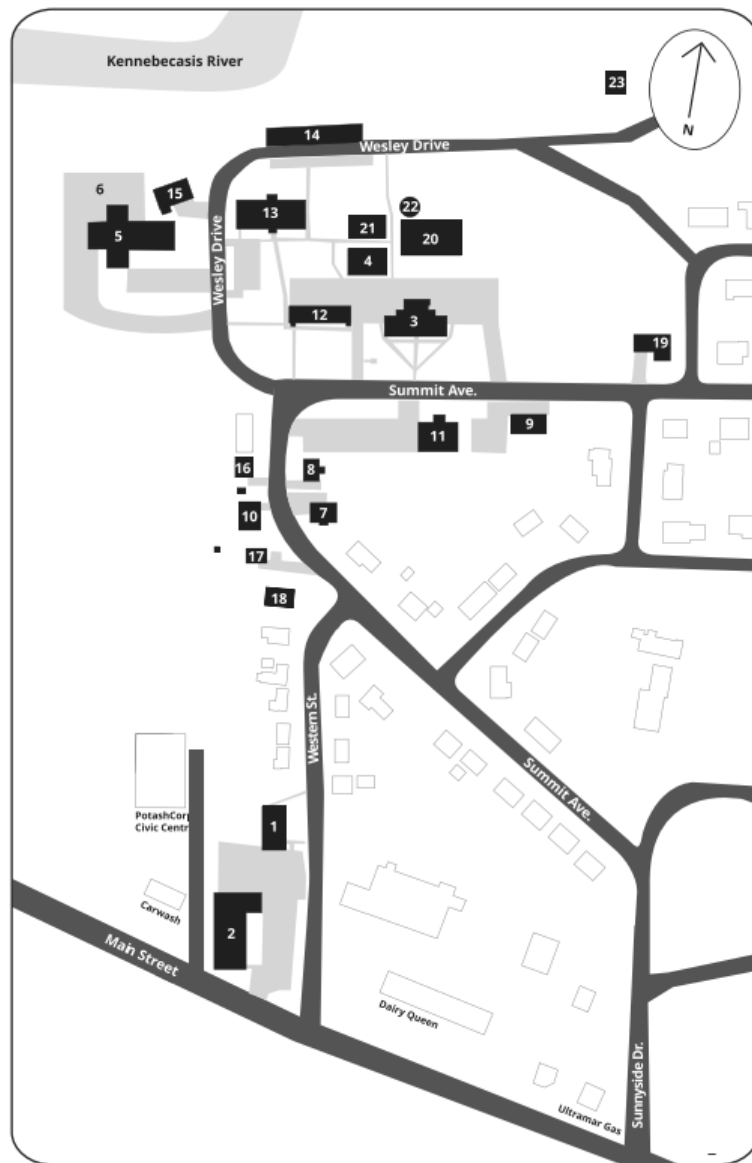 Kennebecasis River
23
N
14
Wesley Drive
6
15
13
22
21
20
5
4
Wesley Drive
12
3
19
Summit Ave.
9
11
16
8
10
7
17
18
Western St.
Summit Ave.
PotashCorp
Civic Centr
1
Carwash
2
Main Street
Dairy Queen
Sunnyside Dr.
Ultramar Gas